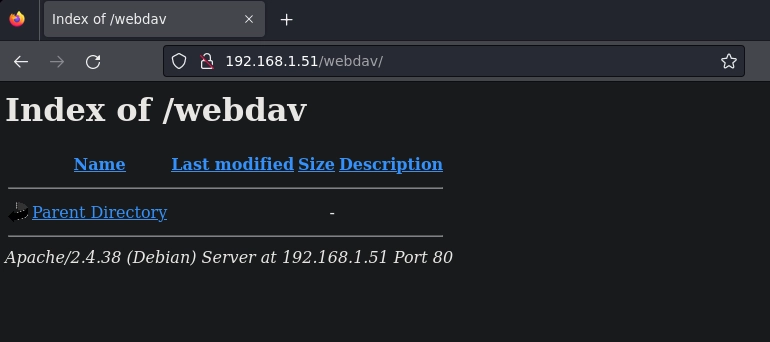 Index of /webdav
192.168.1.51/webdav/
Index of /webdav
Name Last modified Size Description
Parent Directory -
Apache/2.4.38 (Debian) Server at 192.168.1.51 Port 80